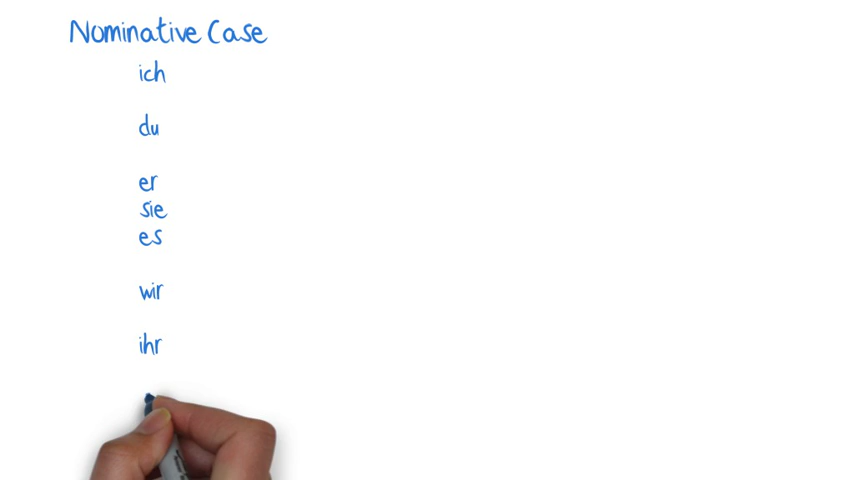 Nominative Case
ich
du
er
sie
es
wir
ihr